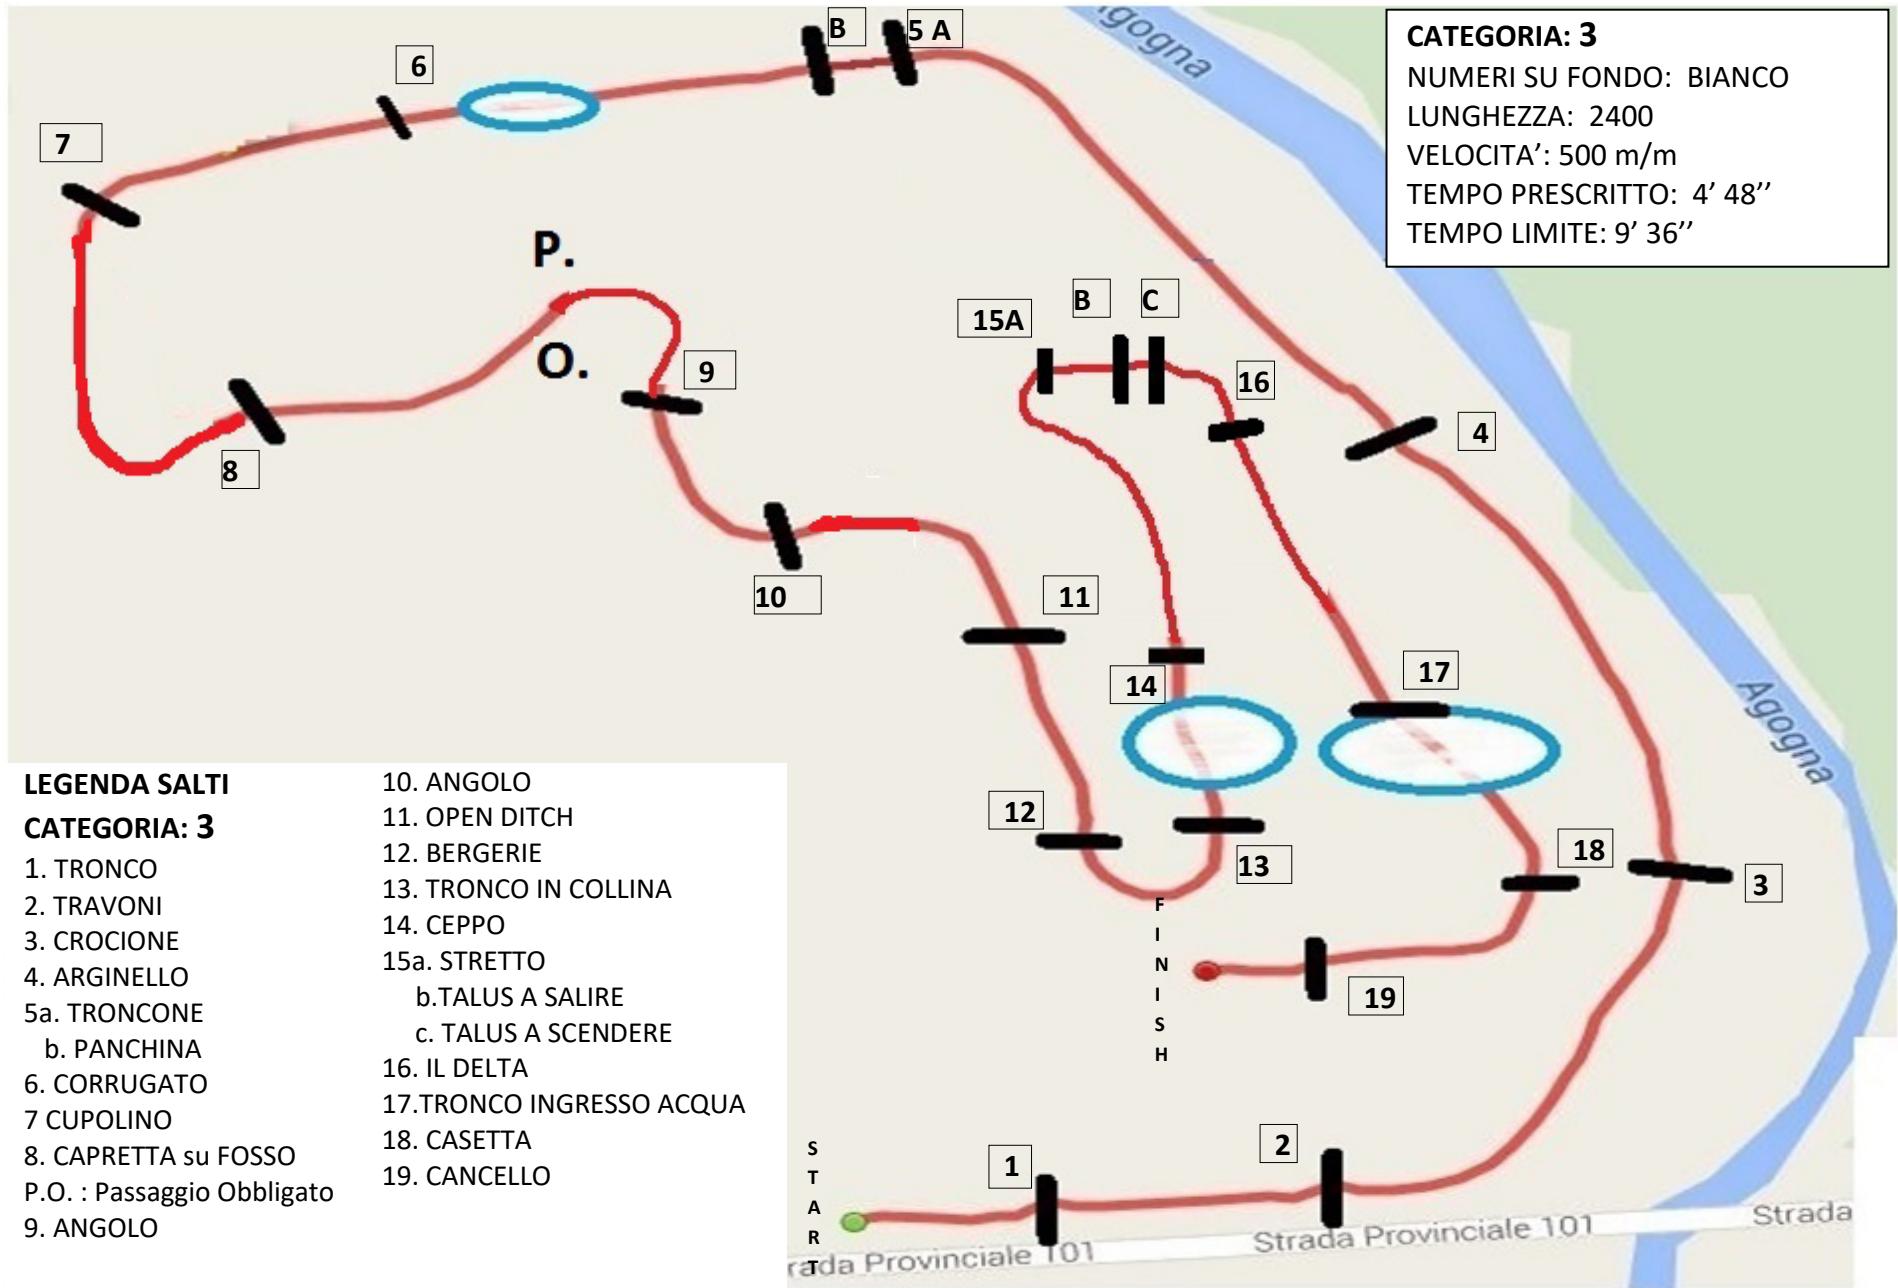 B
5 A
6
7
CATEGORIA: 3
NUMERI SU FONDO: BIANCO
LUNGHEZZA: 2400
VELOCITA’: 500 m/m
TEMPO PRESCRITTO: 4’ 48’’
TEMPO LIMITE: 9’ 36’’
P.
O.
B
C
15A
9
16
4
8
10
11
14
17
12
13
18
3
19
FINISH
Agogna
LEGENDA SALTI
CATEGORIA: 3
1. TRONCO
2. TRAVONI
3. CROCIONE
4. ARGINELLO
5a. TRONCONE
b. PANCHINA
6. CORRUGATO
7 CUPOLINO
8. CAPRETTA su FOSSO
P.O. : Passaggio Obbligato
9. ANGOLO
10. ANGOLO
11. OPEN DITCH
12. BERGERIE
13. TRONCO IN COLLINA
14. CEPPO
15a. STRETTO
b.TALUS A SALIRE
c. TALUS A SCENDERE
16. IL DELTA
17.TRONCO INGRESSO ACQUA
18. CASETTA
19. CANCELLO
START
1
2
rada Provinciale 101
Strada Provinciale 101
Strada
gogna